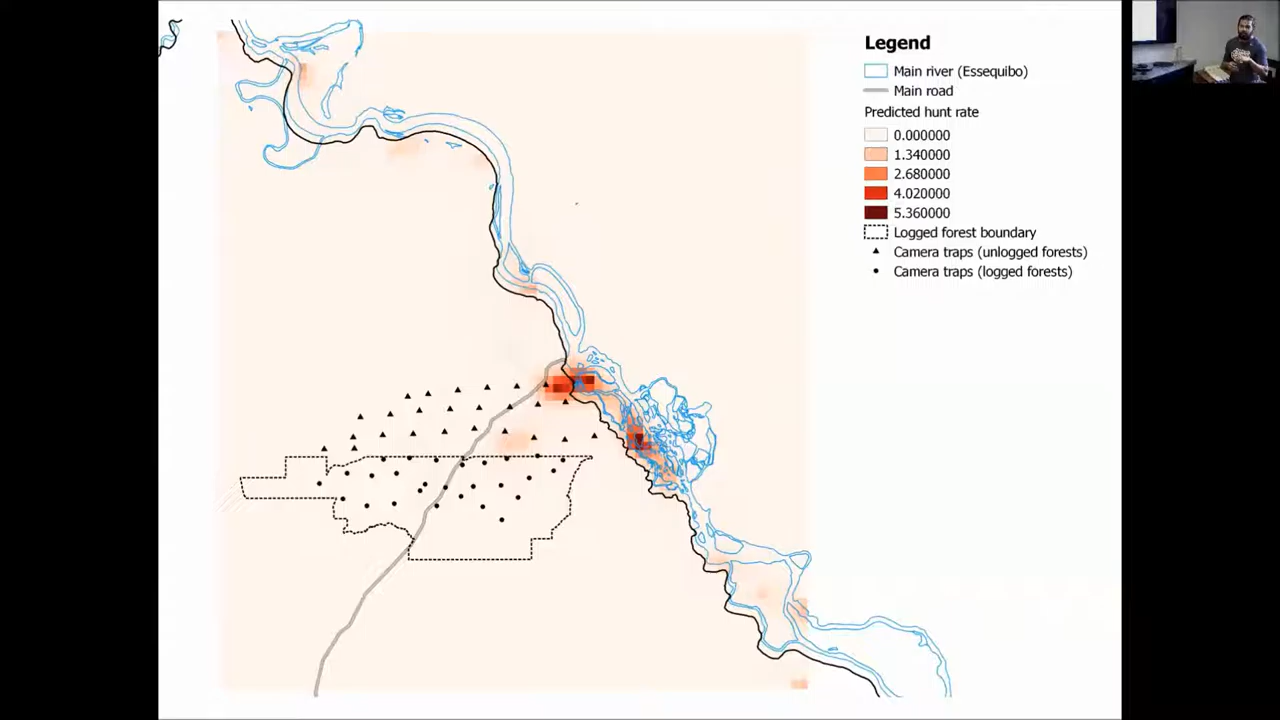 Legend
Main river (Essequibo)
Main road
Predicted hunt rate
0.000000
1.340000
2.680000
4.020000
5.360000
Logged forest boundary
Camera traps (unlogged forests)
Camera traps (logged forests)